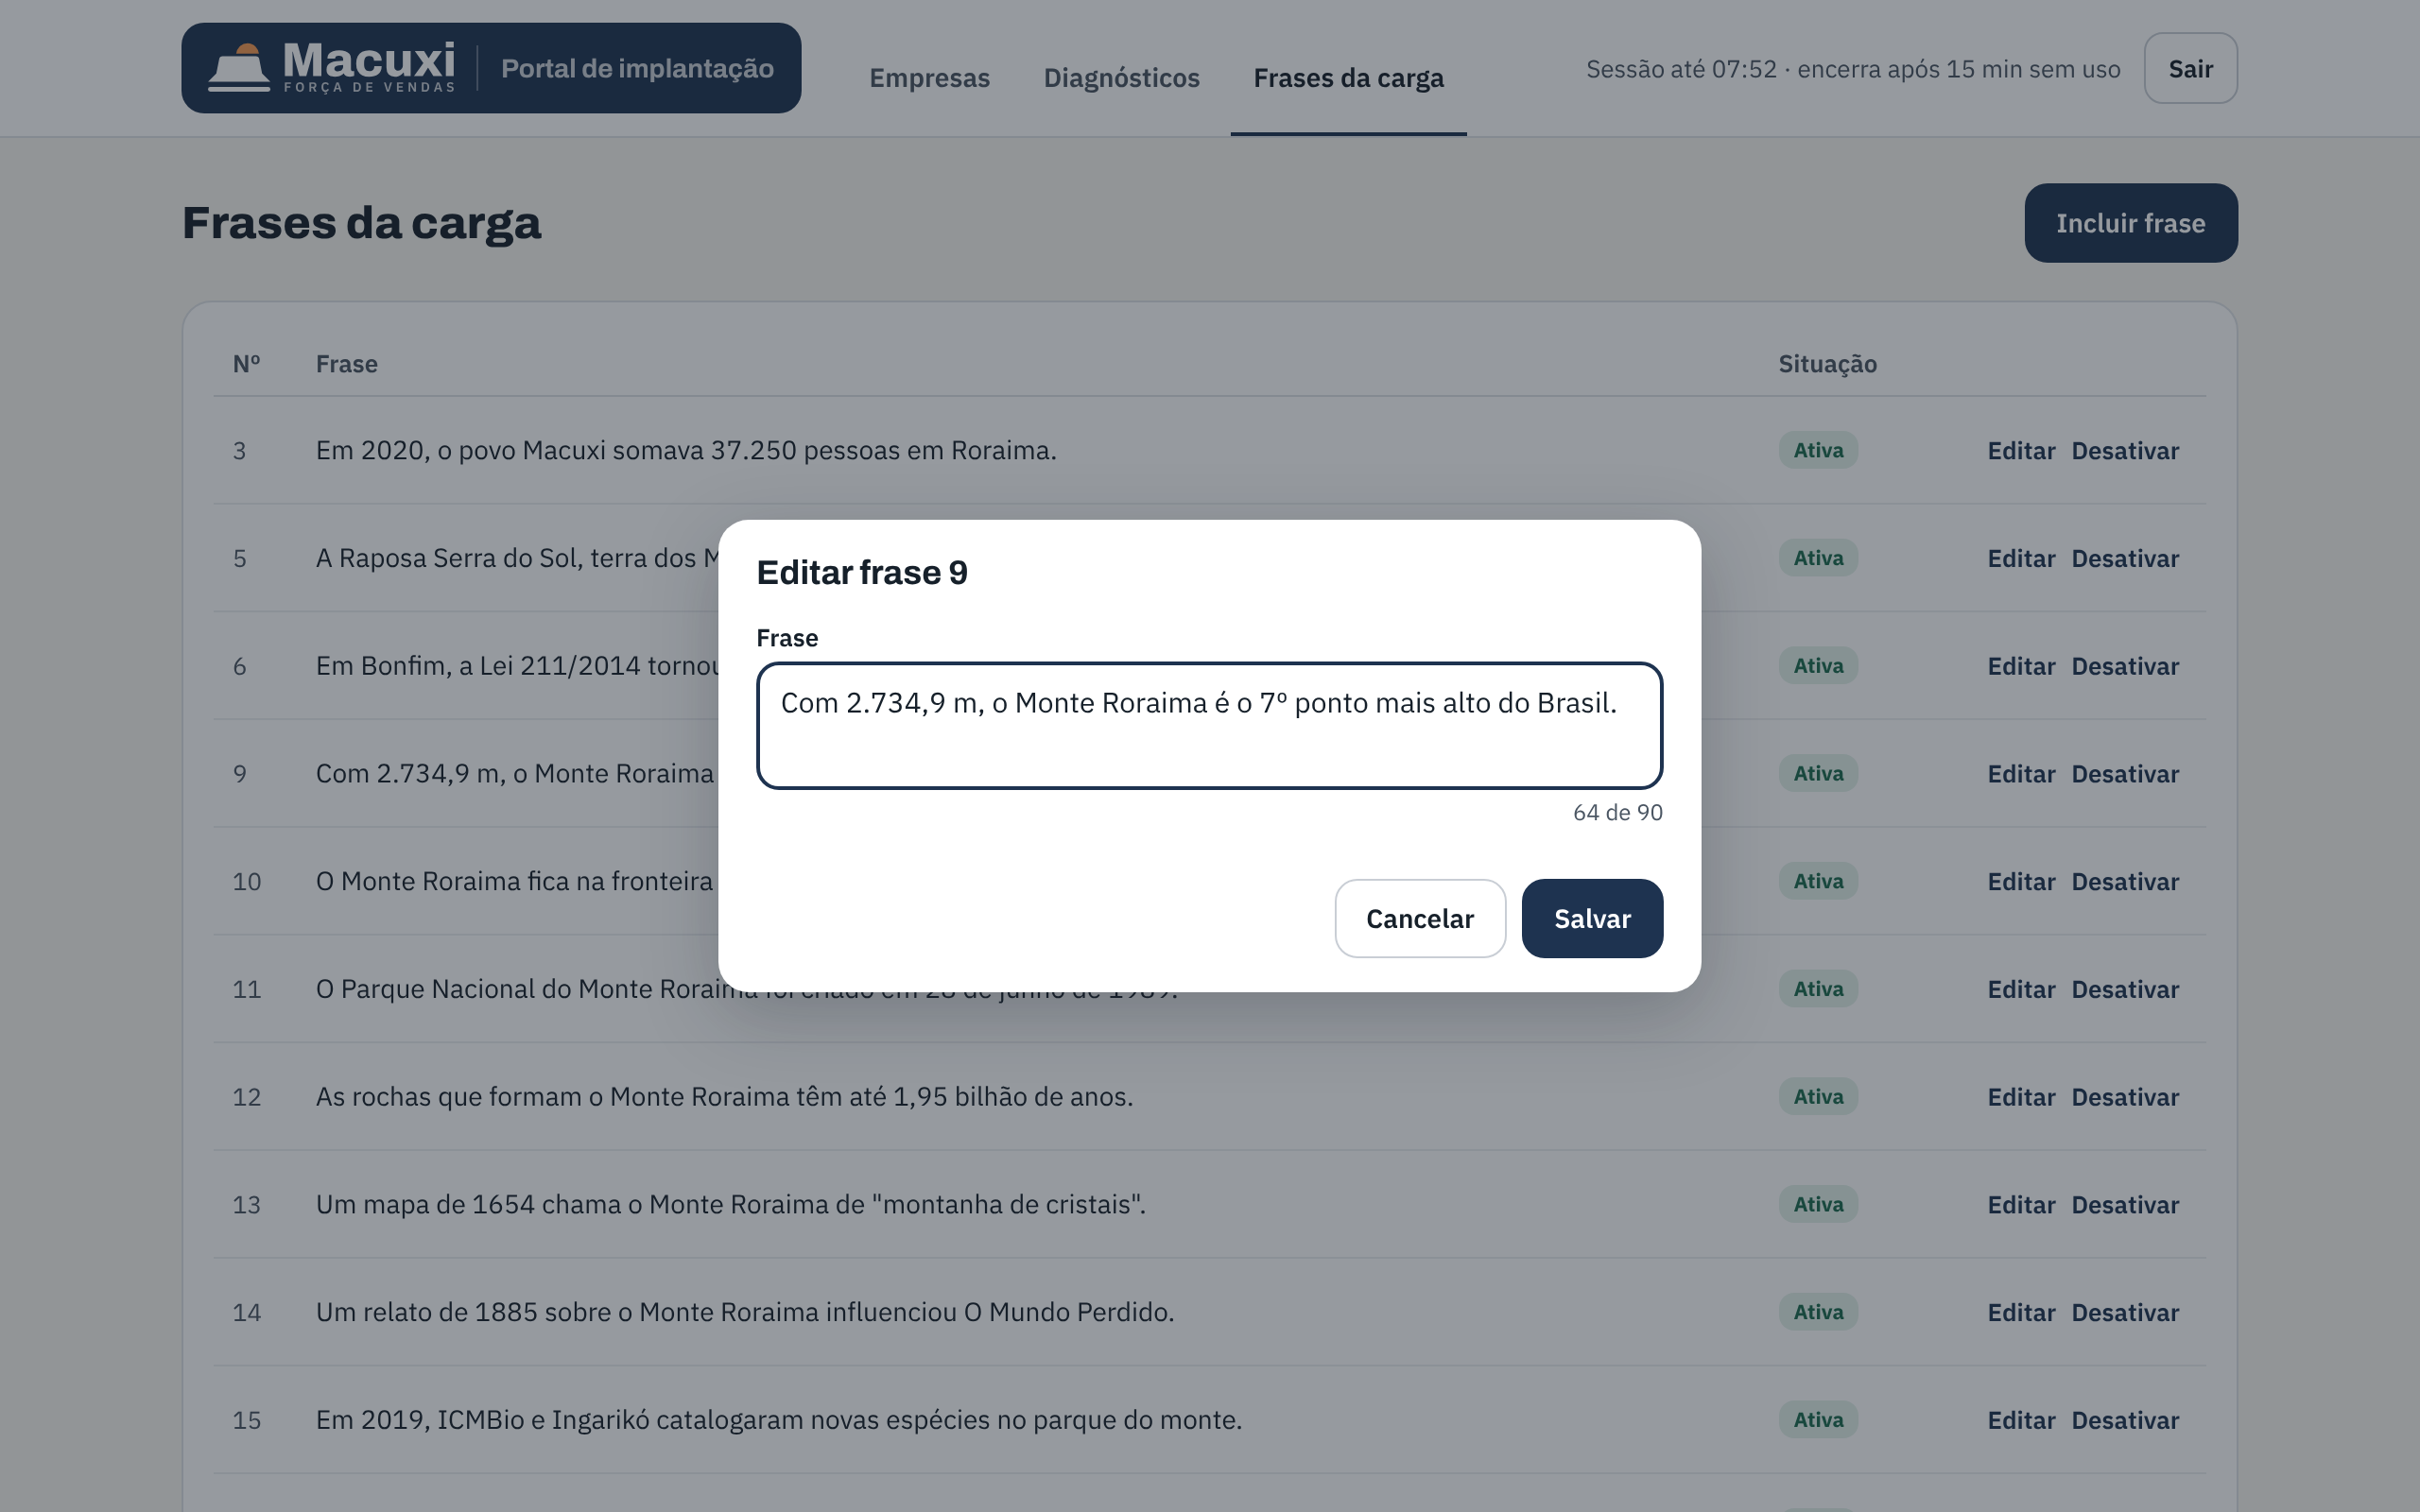 Macuxi
FORÇA DE VENDAS
Portal de implantação
Empresas
Diagnósticos
Frases da carga
Sessão até 07:52 · encerra após 15 min sem uso
Sair
Frases da carga
Incluir frase
Nº Frase Situação
3 Em 2020, o povo Macuxi somava 37.250 pessoas em Roraima. Ativa Editar Desativar
5 A Raposa Serra do Sol, terra dos Ativa Editar Desativar
6 Em Bonfim, a Lei 211/2014 Ativa Editar Desativar
9 Com 2.734,9 m, o Monte Roraima Ativa Editar Desativar
10 O Monte Roraima fica na fronteira Ativa Editar Desativar
11 O Parque Nacional do Monte Roraima foi criado em 28 de junho de 1989. Ativa Editar Desativar
12 As rochas que formam o Monte Roraima têm até 1,95 bilhão de anos. Ativa Editar Desativar
13 Um mapa de 1654 chama o Monte Roraima de "montanha de cristais". Ativa Editar Desativar
14 Um relato de 1885 sobre o Monte Roraima influenciou O Mundo Perdido. Ativa Editar Desativar
15 Em 2019, ICMBio e Ingarikó catalogaram novas espécies no parque do monte. Ativa Editar Desativar
Editar frase 9
Frase
Com 2.734,9 m, o Monte Roraima é o 7º ponto mais alto do Brasil.
64 de 90
Cancelar
Salvar